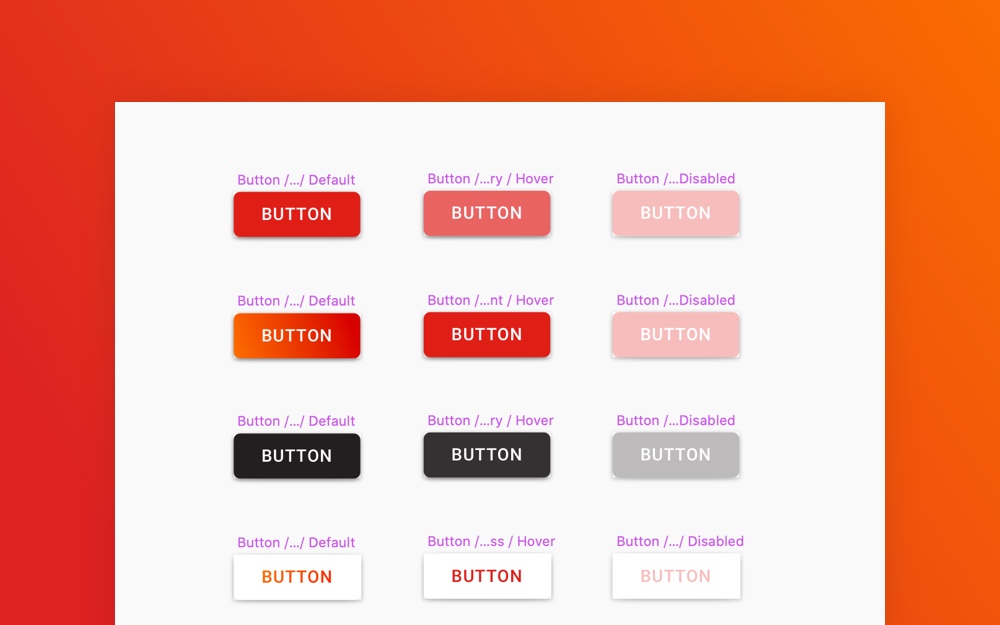 Button /.../ Default
Button /...ry / Hover
Button /...Disabled
BUTTON
BUTTON
BUTTON
Button /.../ Default
Button /...nt / Hover
Button /...Disabled
BUTTON
BUTTON
BUTTON
Button /.../ Default
Button /...ry / Hover
Button /...Disabled
BUTTON
BUTTON
BUTTON
Button /.../ Default
Button /...ss / Hover
Button /.../ Disabled
BUTTON
BUTTON
BUTTON